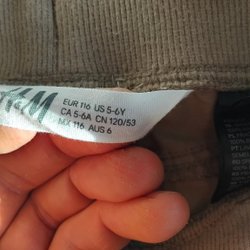 H&M
EUR 116 US 5-6Y
CA 5-6A CN 120/53
MX 116 AUS 6